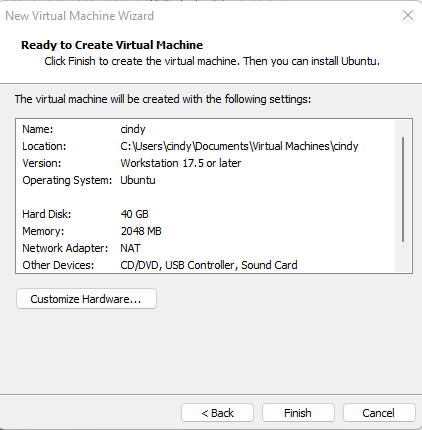 New Virtual Machine Wizard
Ready to Create Virtual Machine
Click Finish to create the virtual machine. Then you can install Ubuntu.
The virtual machine will be created with the following settings:
Name: cindy
Location: C:\Users\cindy\Documents\Virtual Machines\cindy
Version: Workstation 17.5 or later
Operating System: Ubuntu
Hard Disk: 40 GB
Memory: 2048 MB
Network Adapter: NAT
Other Devices: CD/DVD, USB Controller, Sound Card
Customize Hardware...
< Back Finish Cancel